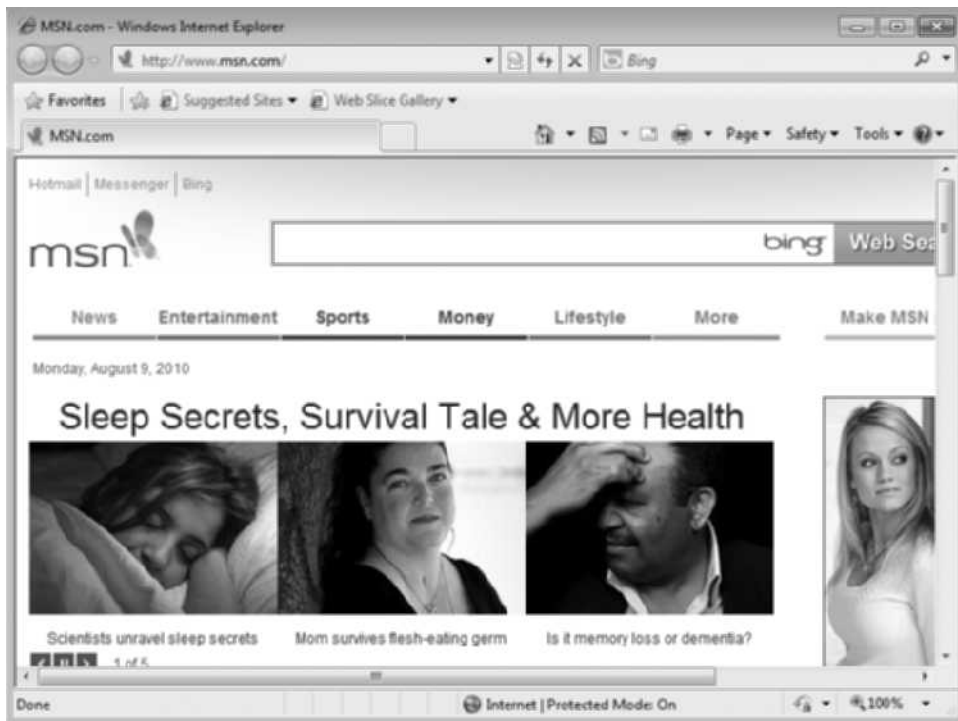 MSN.com - Windows Internet Explorer
http://www.msn.com/ Bing
Favorites Suggested Sites Web Slice Gallery
MSN.com Page Safety Tools
Hotmail | Messenger | Bing
msn bing Web Sea
News Entertainment Sports Money Lifestyle More Make MSN
Monday, August 9, 2010
Sleep Secrets, Survival Tale & More Health
Scientists unravel sleep secrets Mom survives flesh-eating germ Is it memory loss or dementia?
1 of 5
Done Internet | Protected Mode: On 100%